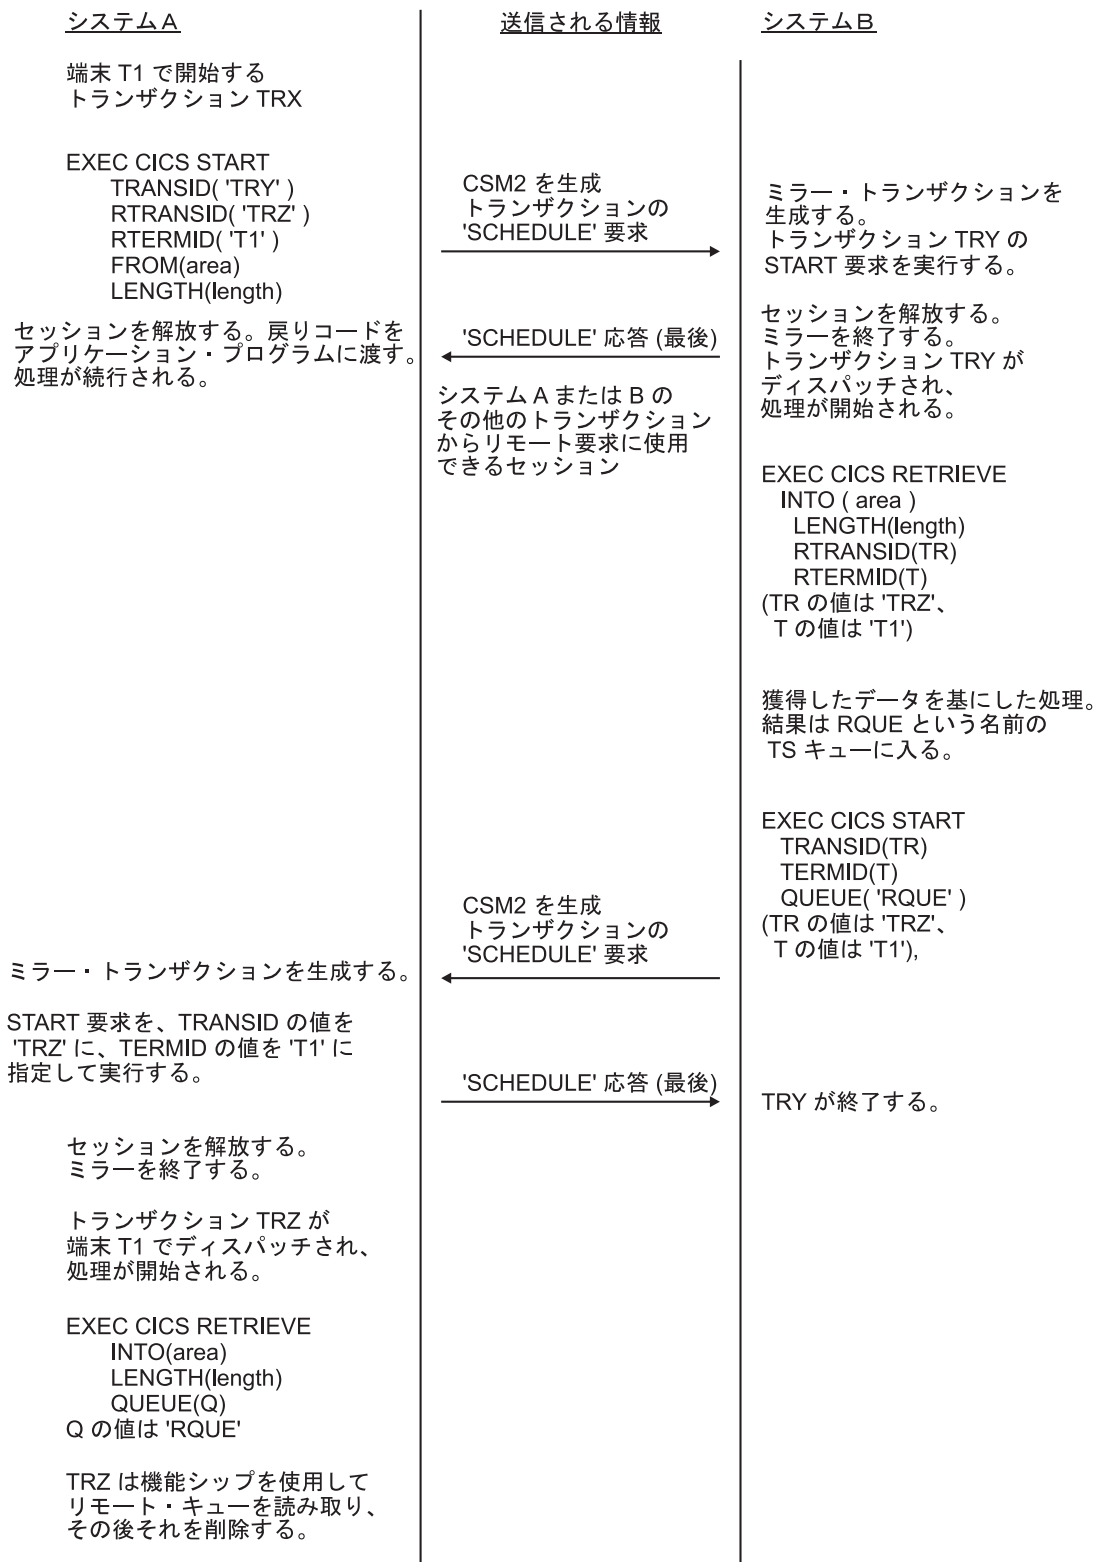 システムA
送信される情報
システムB
端末 T1 で開始する
トランザクション TRX
EXEC CICS START
TRANSID( 'TRY' )
RTRANSID( 'TRZ' )
RTERMID( 'T1' )
FROM(area)
LENGTH(length)
CSM2 を生成
トランザクションの
'SCHEDULE' 要求
ミラー・トランザクションを
生成する。
トランザクション TRY の
START 要求を実行する。
セッションを解放する。戻りコードを
アプリケーション・プログラムに渡す。
処理が続行される。
'SCHEDULE' 応答 (最後)
セッションを解放する。
ミラーを終了する。
トランザクション TRY が
ディスパッチされ、
処理が開始される。
システム A または B の
その他のトランザクション
からリモート要求に使用
できるセッション
EXEC CICS RETRIEVE
INTO ( area )
LENGTH(length)
RTRANSID(TR)
RTERMID(T)
(TR の値は 'TRZ'、
T の値は 'T1')
獲得したデータを基にした処理。
結果は RQUE という名前の
TS キューに入る。
EXEC CICS START
TRANSID(TR)
TERMID(T)
QUEUE( 'RQUE' )
(TR の値は 'TRZ'、
T の値は 'T1'),
CSM2 を生成
トランザクションの
'SCHEDULE' 要求
ミラー・トランザクションを生成する。
START 要求を、TRANSID の値を
'TRZ' に、TERMID の値を 'T1' に
指定して実行する。
'SCHEDULE' 応答 (最後)
TRY が終了する。
セッションを解放する。
ミラーを終了する。
トランザクション TRZ が
端末 T1 でディスパッチされ、
処理が開始される。
EXEC CICS RETRIEVE
INTO(area)
LENGTH(length)
QUEUE(Q)
Q の値は 'RQUE'
TRZ は機能シップを使用して
リモート・キューを読み取り、
その後それを削除する。